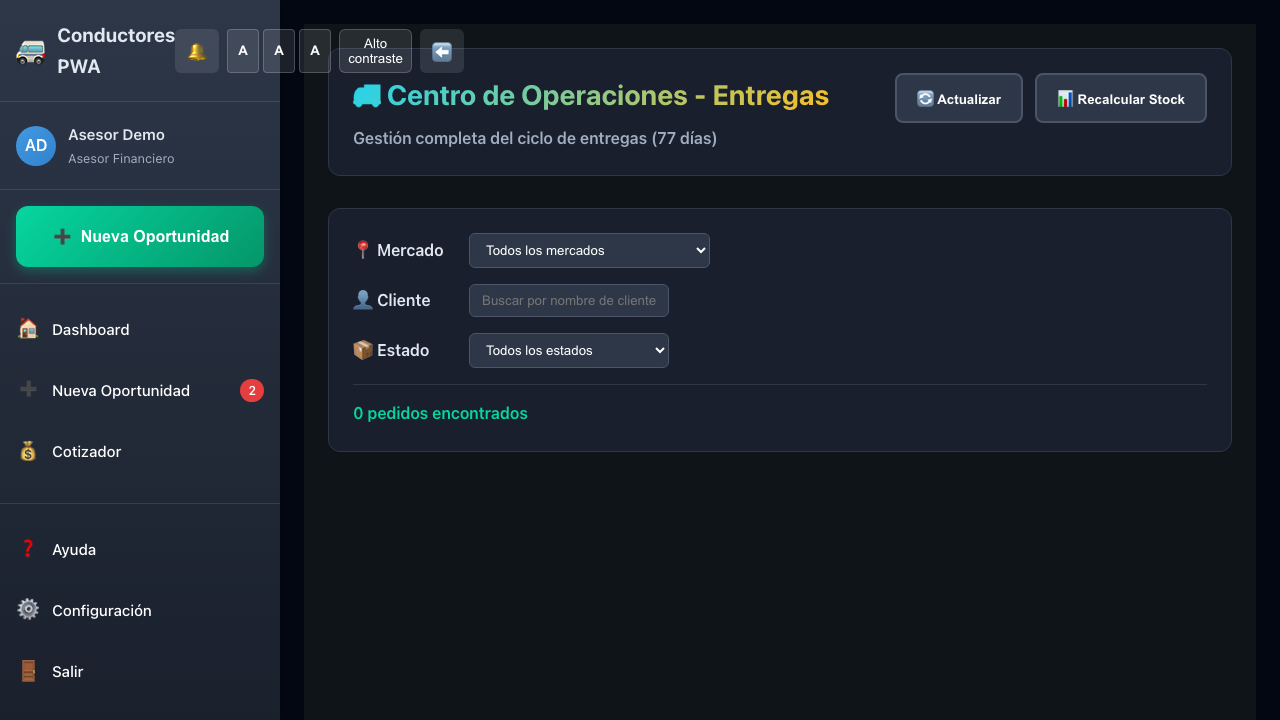 Conductores
PWA
A
A
A
Alto
contraste
AD
Asesor Demo
Asesor Financiero
Nueva Oportunidad
Dashboard
Nueva Oportunidad
2
Cotizador
Ayuda
Configuración
Salir
Centro de Operaciones - Entregas
Gestión completa del ciclo de entregas (77 días)
Actualizar
Recalcular Stock
Mercado
Todos los mercados
Cliente
Buscar por nombre de cliente
Estado
Todos los estados
0 pedidos encontrados